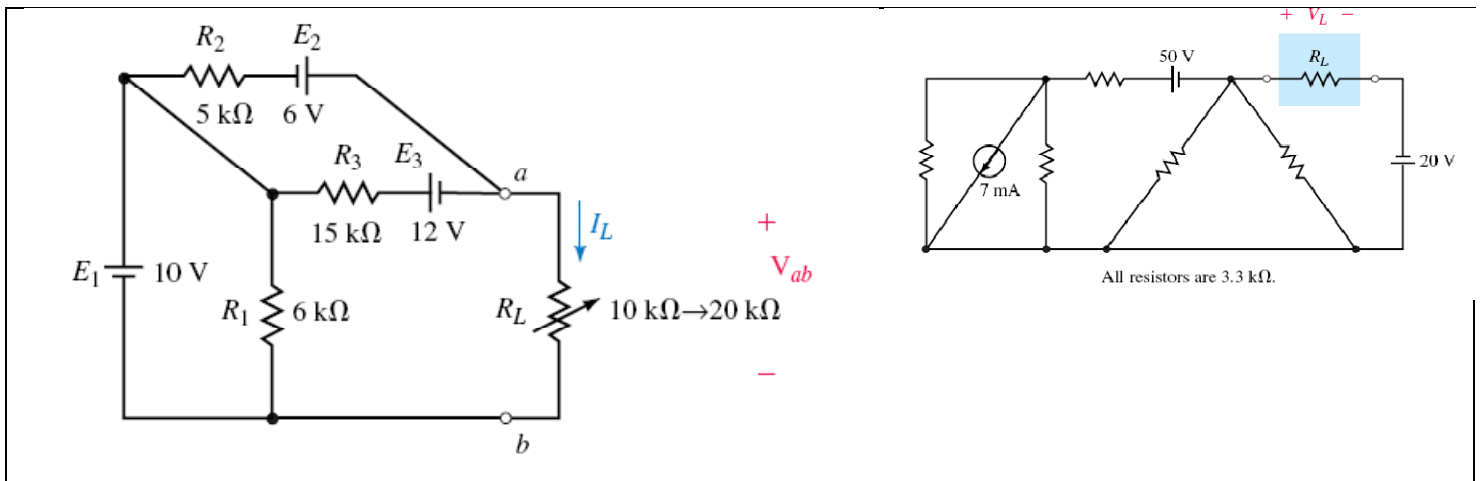 R2 E2
5 kΩ 6 V
R3 E3
a
15 kΩ 12 V
IL
+
Vab
E1 10 V
R1 6 kΩ
RL 10 kΩ→20 kΩ
−
b
+ VL −
50 V
RL
20 V
7 mA
All resistors are 3.3 kΩ.